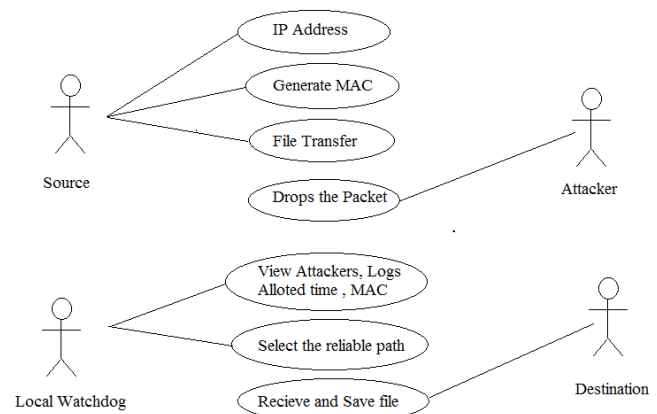 IP Address
Generate MAC
File Transfer
Source
Drops the Packet
Attacker
View Attackers, Logs
Alloted time , MAC
Select the reliable path
Local Watchdog
Recieve and Save file
Destination